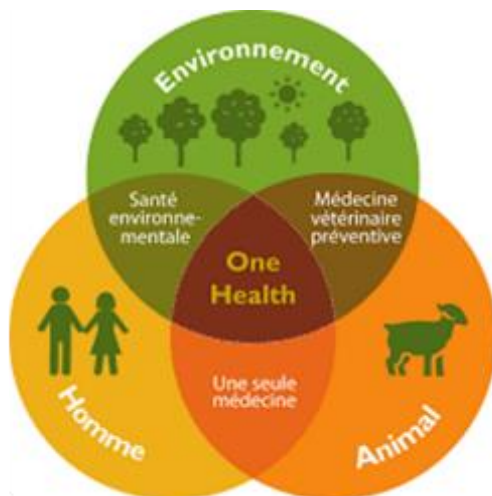 Environnement
Santé
environne-
mentale
Médecine
vétérinaire
préventive
One
Health
Une seule
médecine
Homme
Animal